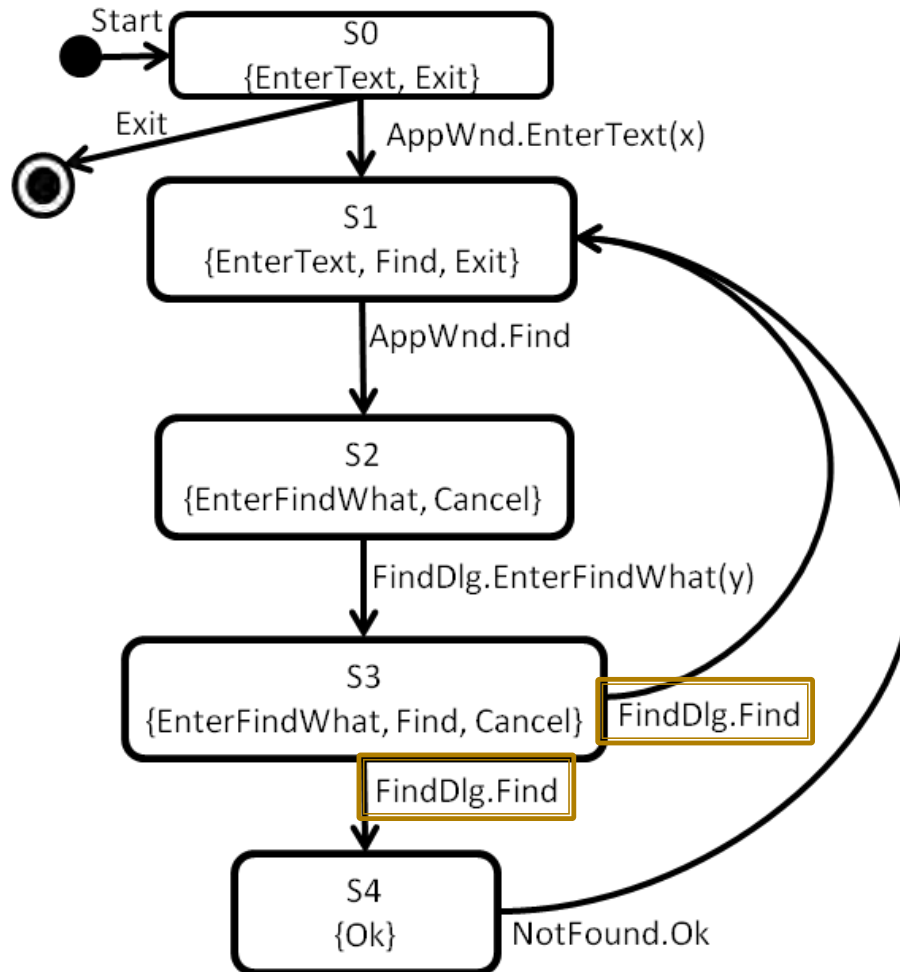 Start
S0
{EnterText, Exit}
Exit
AppWnd.EnterText(x)
S1
{EnterText, Find, Exit}
AppWnd.Find
S2
{EnterFindWhat, Cancel}
FindDlg.EnterFindWhat(y)
S3
{EnterFindWhat, Find, Cancel}
FindDlg.Find
FindDlg.Find
S4
{Ok}
NotFound.Ok